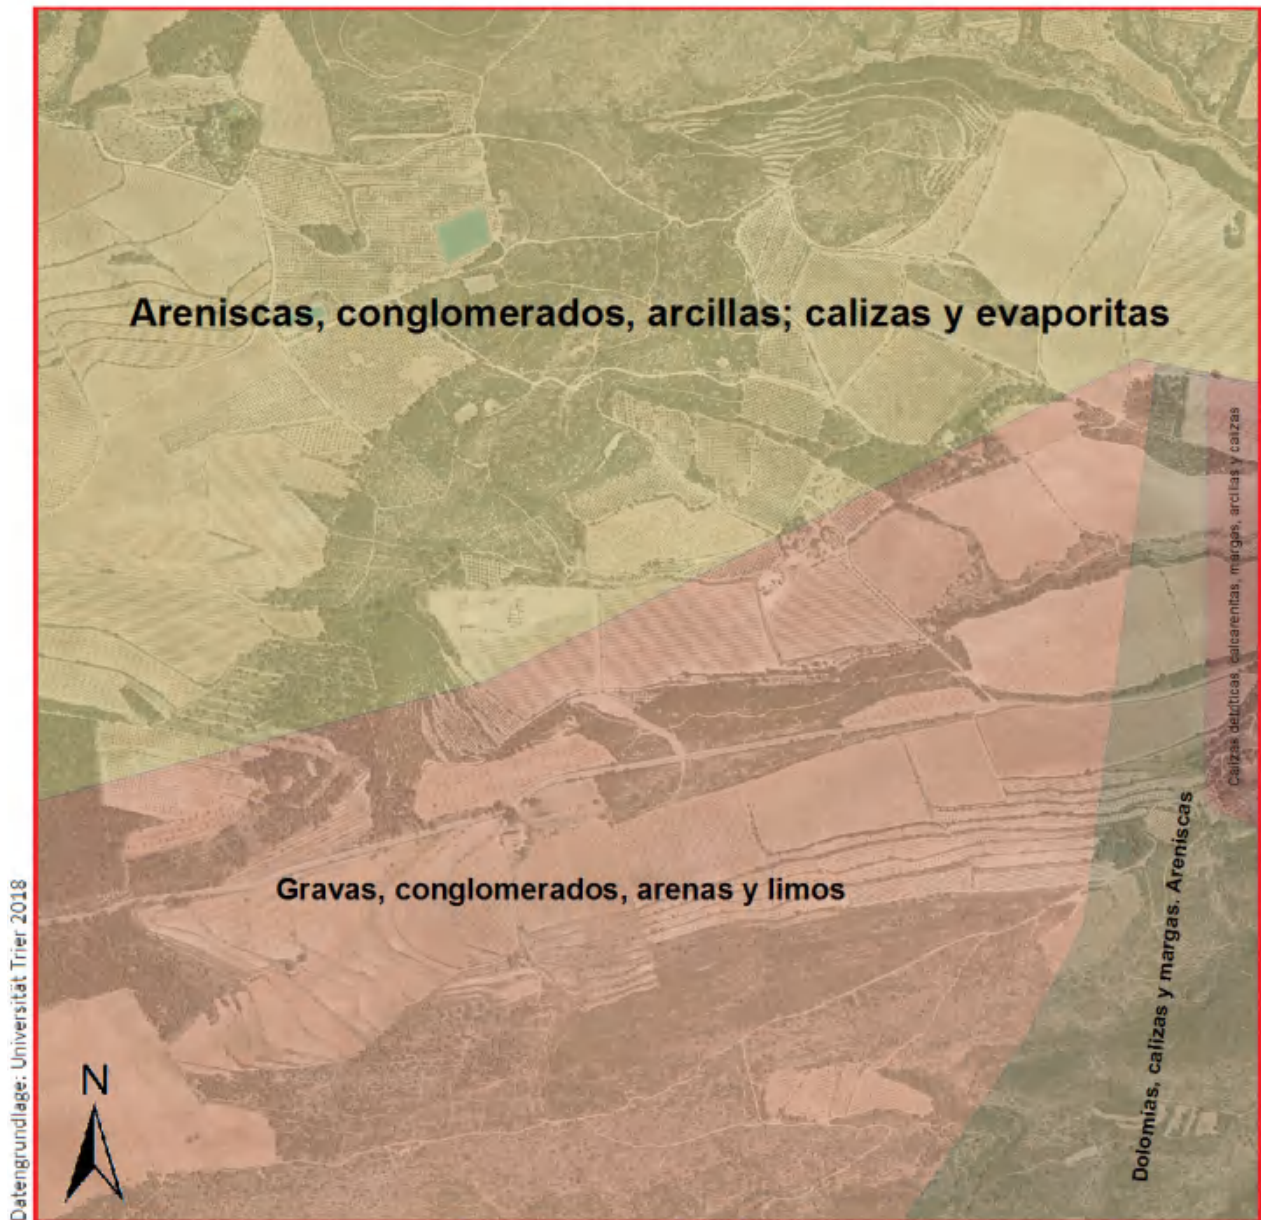 Areniscas, conglomerados, arcillas; calizas y evaporitas
Calizas detríticas, calcarenitas, margas, arcillas y calizas
Gravas, conglomerados, arenas y limos
Dolomías, calizas y margas. Areniscas
N
Datengrundlage: Universität Trier 2018